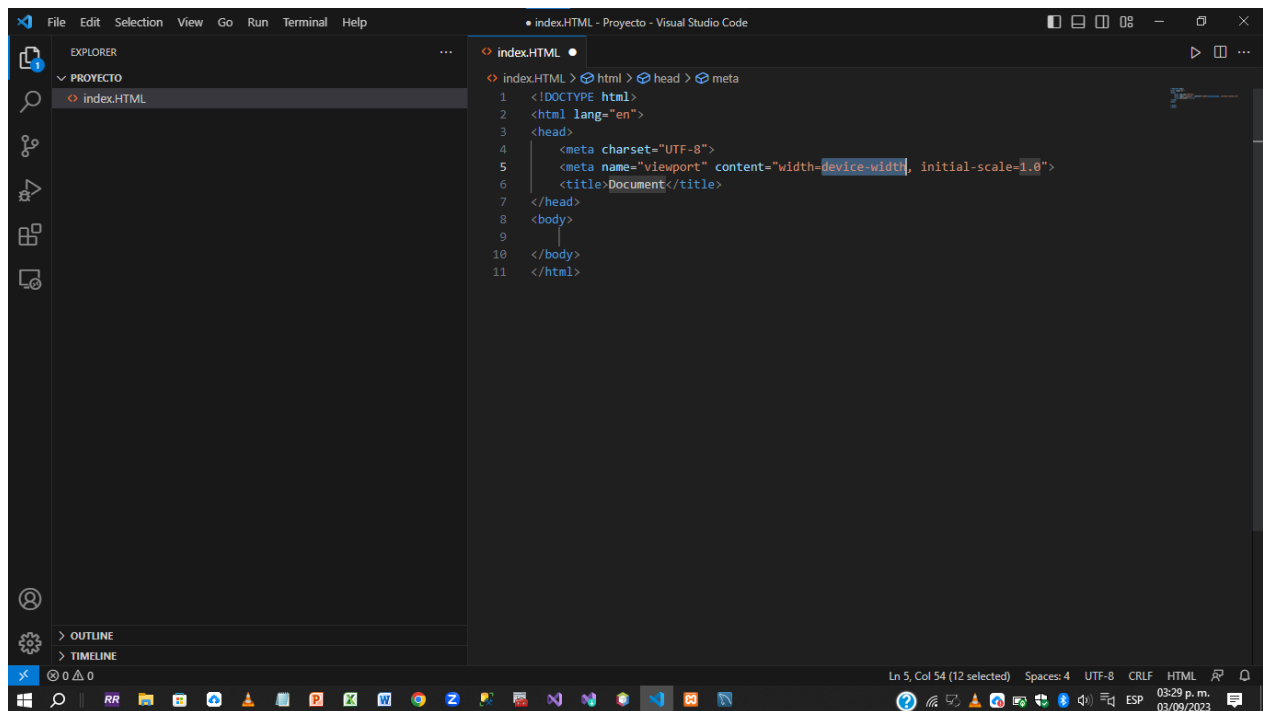 File Edit Selection View Go Run Terminal Help
● index.HTML - Proyecto - Visual Studio Code
EXPLORER
PROYECTO
index.HTML
index.HTML ●
index.HTML > html > head > meta
1 <!DOCTYPE html>
2 <html lang="en">
3 <head>
4 <meta charset="UTF-8">
5 <meta name="viewport" content="width=device-width, initial-scale=1.0">
6 <title>Document</title>
7 </head>
8 <body>
9
10 </body>
11 </html>
OUTLINE
TIMELINE
0 0 Ln 5, Col 54 (12 selected) Spaces: 4 UTF-8 CRLF HTML
RR ESP 03:29 p. m.
03/09/2023